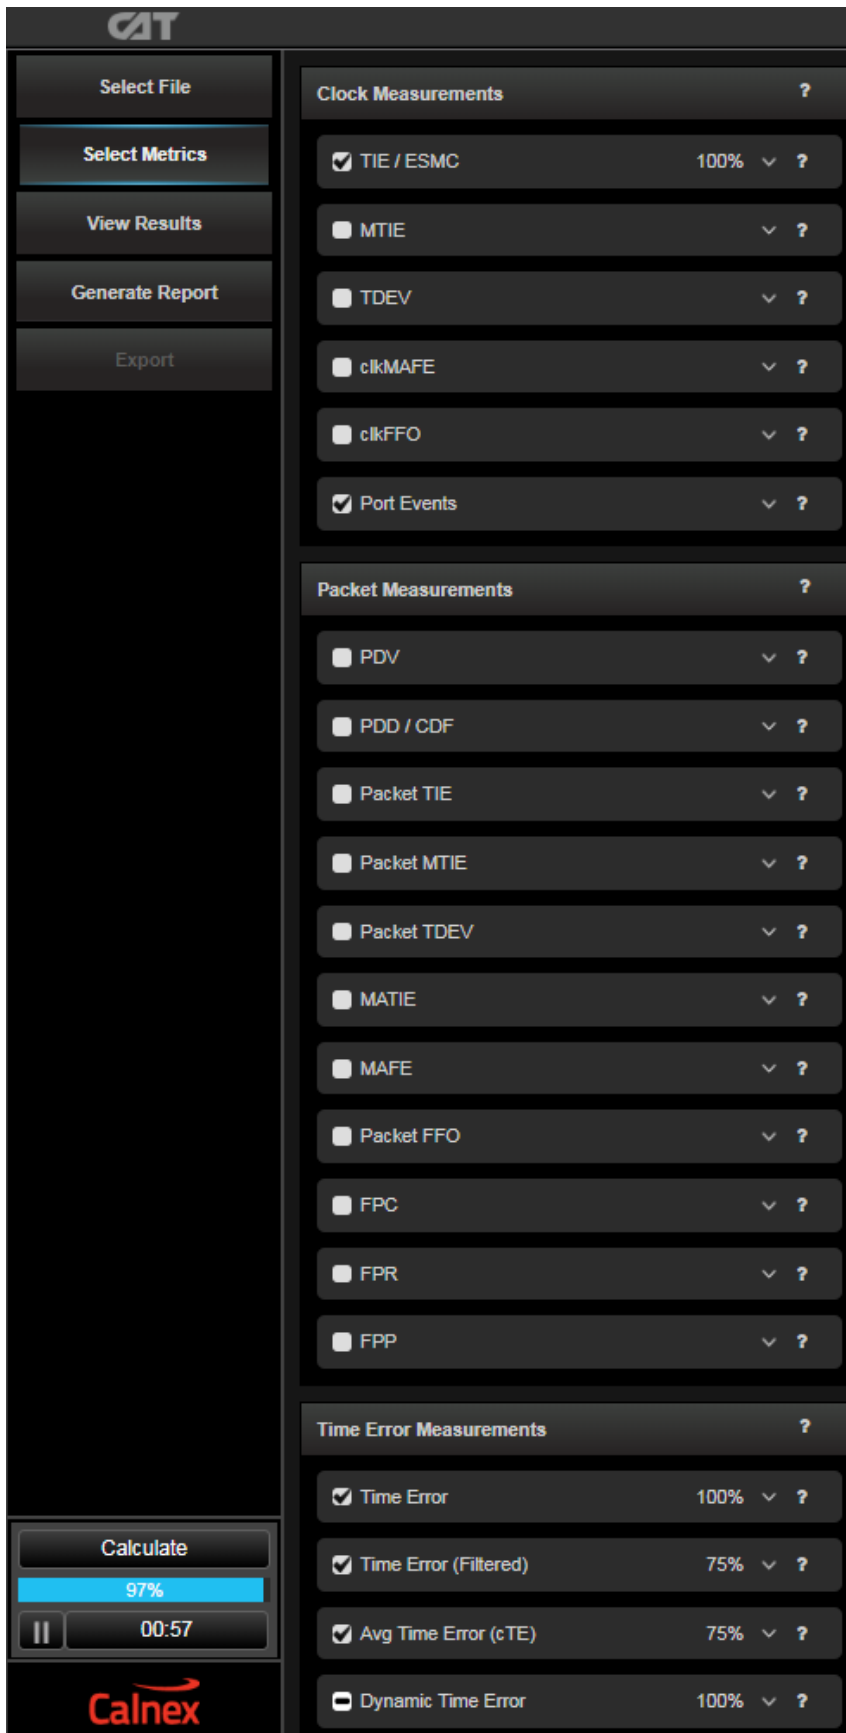 CAT
Select File
Select Metrics
View Results
Generate Report
Export
Calculate
97%
00:57
Calnex
Clock Measurements ?
TIE / ESMC 100% ?
MTIE ?
TDEV ?
clkMAFE ?
clkFFO ?
Port Events ?
Packet Measurements ?
PDV ?
PDD / CDF ?
Packet TIE ?
Packet MTIE ?
Packet TDEV ?
MATIE ?
MAFE ?
Packet FFO ?
FPC ?
FPR ?
FPP ?
Time Error Measurements ?
Time Error 100% ?
Time Error (Filtered) 75% ?
Avg Time Error (cTE) 75% ?
Dynamic Time Error 100% ?